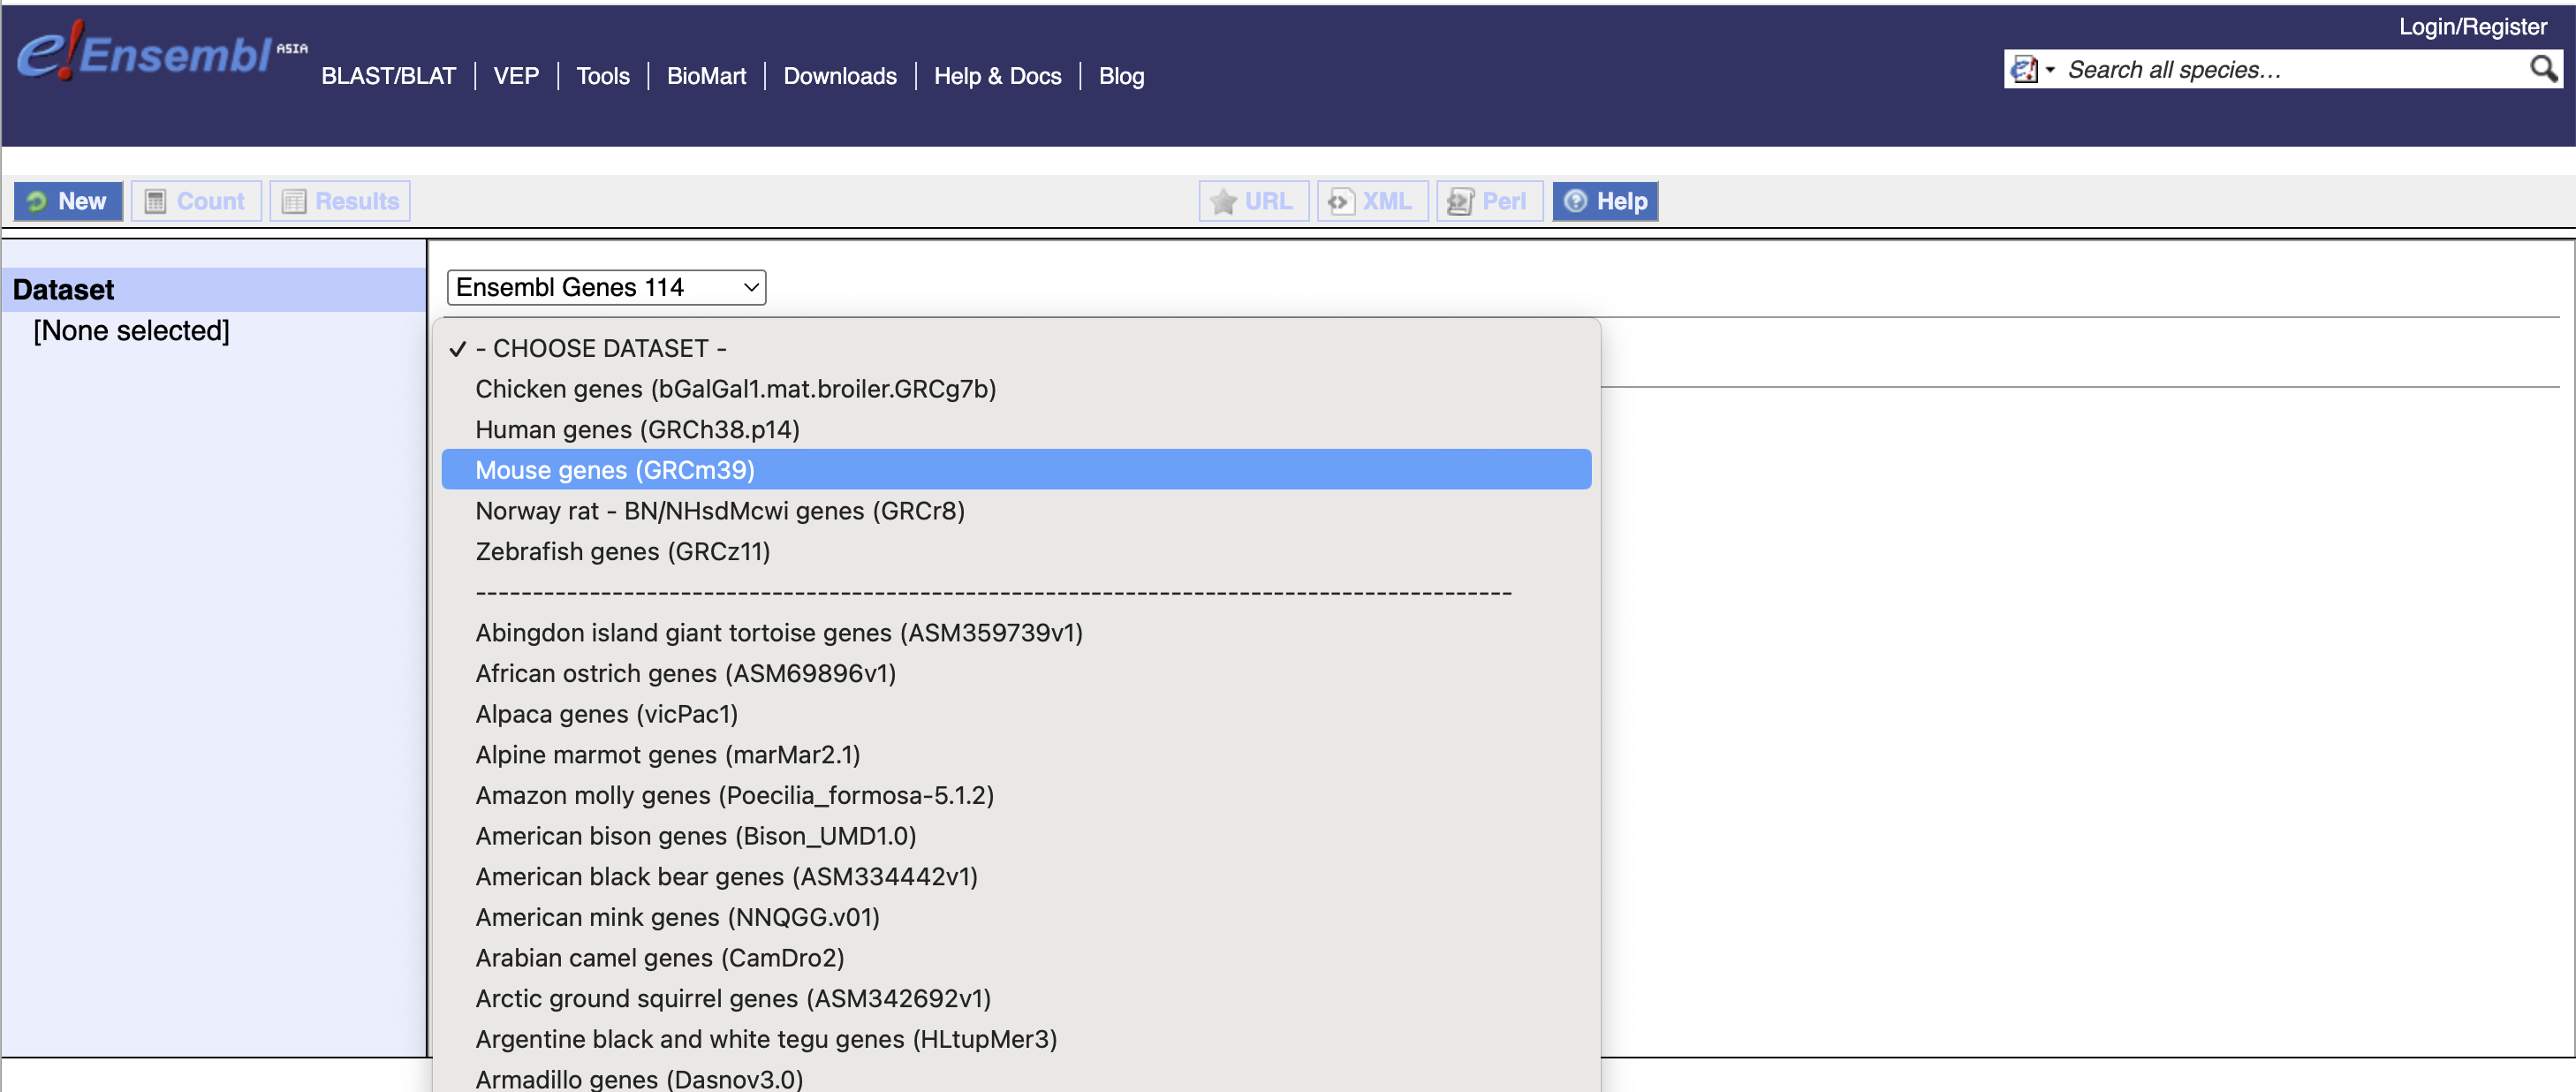 Login/Register
e!Ensembl ASIA
BLAST/BLAT | VEP | Tools | BioMart | Downloads | Help & Docs | Blog
e! Search all species...
New Count Results URL XML Perl Help
Dataset
[None selected]
Ensembl Genes 114
✓ - CHOOSE DATASET -
Chicken genes (bGalGal1.mat.broiler.GRCg7b)
Human genes (GRCh38.p14)
Mouse genes (GRCm39)
Norway rat - BN/NHsdMcwi genes (GRCr8)
Zebrafish genes (GRCz11)
-------------------------------------------------------------------------------------------
Abingdon island giant tortoise genes (ASM359739v1)
African ostrich genes (ASM69896v1)
Alpaca genes (vicPac1)
Alpine marmot genes (marMar2.1)
Amazon molly genes (Poecilia_formosa-5.1.2)
American bison genes (Bison_UMD1.0)
American black bear genes (ASM334442v1)
American mink genes (NNQGG.v01)
Arabian camel genes (CamDro2)
Arctic ground squirrel genes (ASM342692v1)
Argentine black and white tegu genes (HLtupMer3)
Armadillo genes (Dasnov3.0)